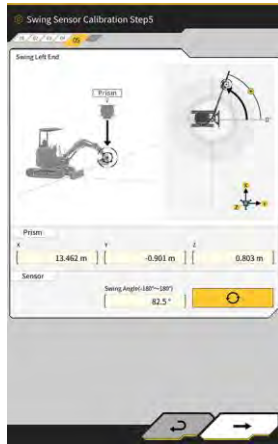 Swing Sensor Calibration Step5
05
Swing Left End
Prism
0°
Prism
X Y Z
13.462 m -0.901 m 0.803 m
Sensor
Swing Angle(-180°~180°)
82.5 °